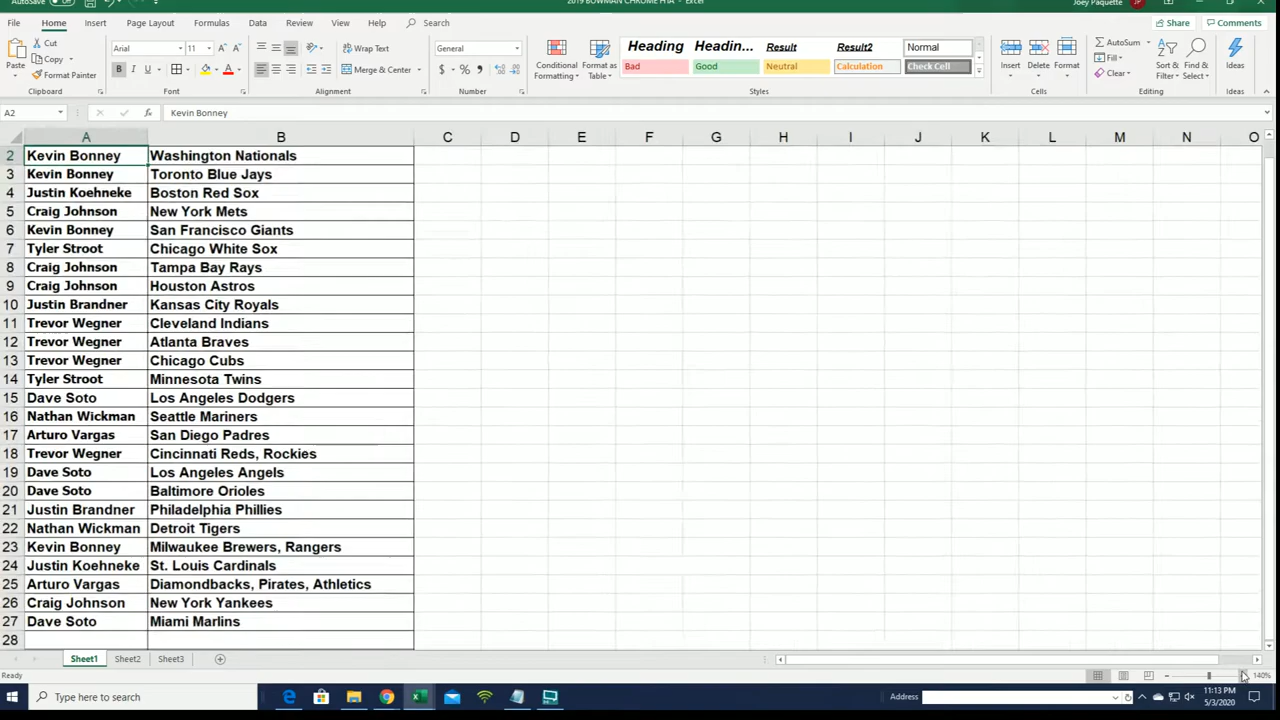 AutoSave Off 2019 BOWMAN CHROME HTA - Excel Joey Paquette JP
File Home Insert Page Layout Formulas Data Review View Help Search Share Comments
Paste Cut Copy Format Painter Clipboard
Arial 11 B I U A A Font
Wrap Text Merge & Center Alignment
General $ % , Number
Conditional Formatting Format as Table
Heading Headin... Result Result2 Normal
Bad Good Neutral Calculation Check Cell
Styles
Insert Delete Format Cells
AutoSum Fill Clear Sort & Filter Find & Select Editing
Ideas Ideas
A2 fx Kevin Bonney
A B C D E F G H I J K L M N O
2 Kevin Bonney Washington Nationals
3 Kevin Bonney Toronto Blue Jays
4 Justin Koehneke Boston Red Sox
5 Craig Johnson New York Mets
6 Kevin Bonney San Francisco Giants
7 Tyler Stroot Chicago White Sox
8 Craig Johnson Tampa Bay Rays
9 Craig Johnson Houston Astros
10 Justin Brandner Kansas City Royals
11 Trevor Wegner Cleveland Indians
12 Trevor Wegner Atlanta Braves
13 Trevor Wegner Chicago Cubs
14 Tyler Stroot Minnesota Twins
15 Dave Soto Los Angeles Dodgers
16 Nathan Wickman Seattle Mariners
17 Arturo Vargas San Diego Padres
18 Trevor Wegner Cincinnati Reds, Rockies
19 Dave Soto Los Angeles Angels
20 Dave Soto Baltimore Orioles
21 Justin Brandner Philadelphia Phillies
22 Nathan Wickman Detroit Tigers
23 Kevin Bonney Milwaukee Brewers, Rangers
24 Justin Koehneke St. Louis Cardinals
25 Arturo Vargas Diamondbacks, Pirates, Athletics
26 Craig Johnson New York Yankees
27 Dave Soto Miami Marlins
28
Sheet1 Sheet2 Sheet3
Ready 140%
Type here to search Address 11:13 PM
5/3/2020